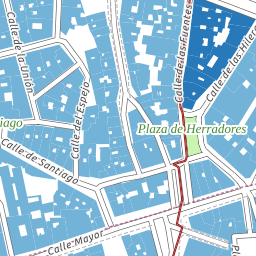 Calle de las Fuentes
Calle de la Unión
Calle de las Hileras
Calle del Espejo
Plaza de Herradores
iago
Calle de Santiago
Calle Mayor